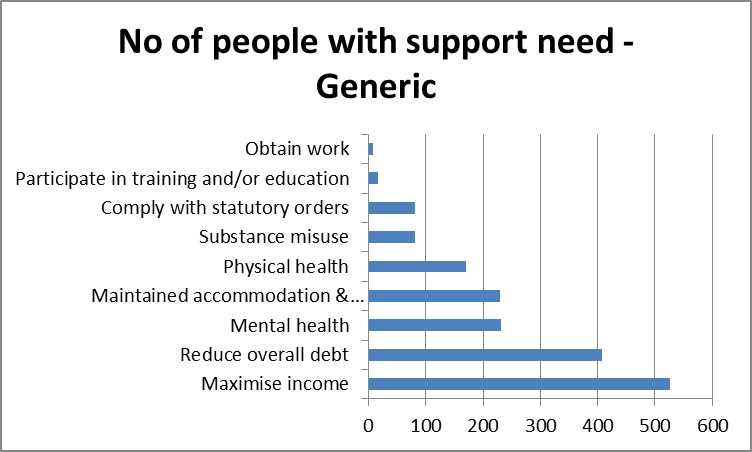 No of people with support need -
Generic
Obtain work
Participate in training and/or education
Comply with statutory orders
Substance misuse
Physical health
Maintained accommodation &...
Mental health
Reduce overall debt
Maximise income
0 100 200 300 400 500 600